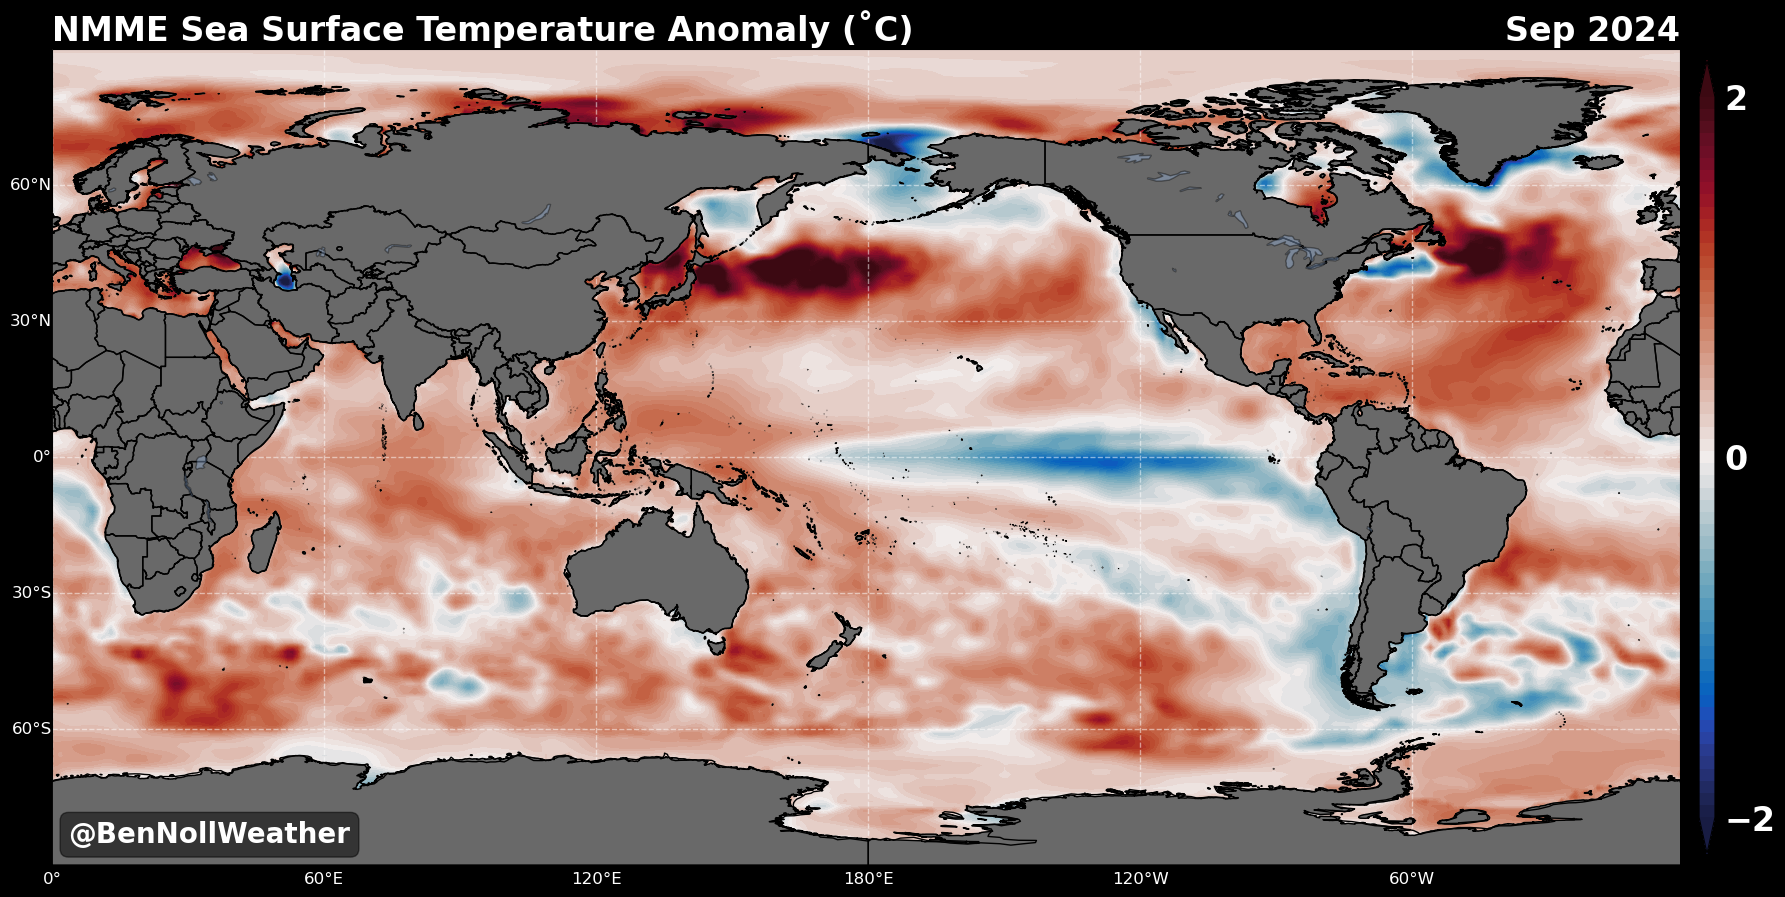 NMME Sea Surface Temperature Anomaly (˚C)
Sep 2024
2
0
−2
60°N
30°N
0°
30°S
60°S
@BenNollWeather
0°
60°E
120°E
180°E
120°W
60°W